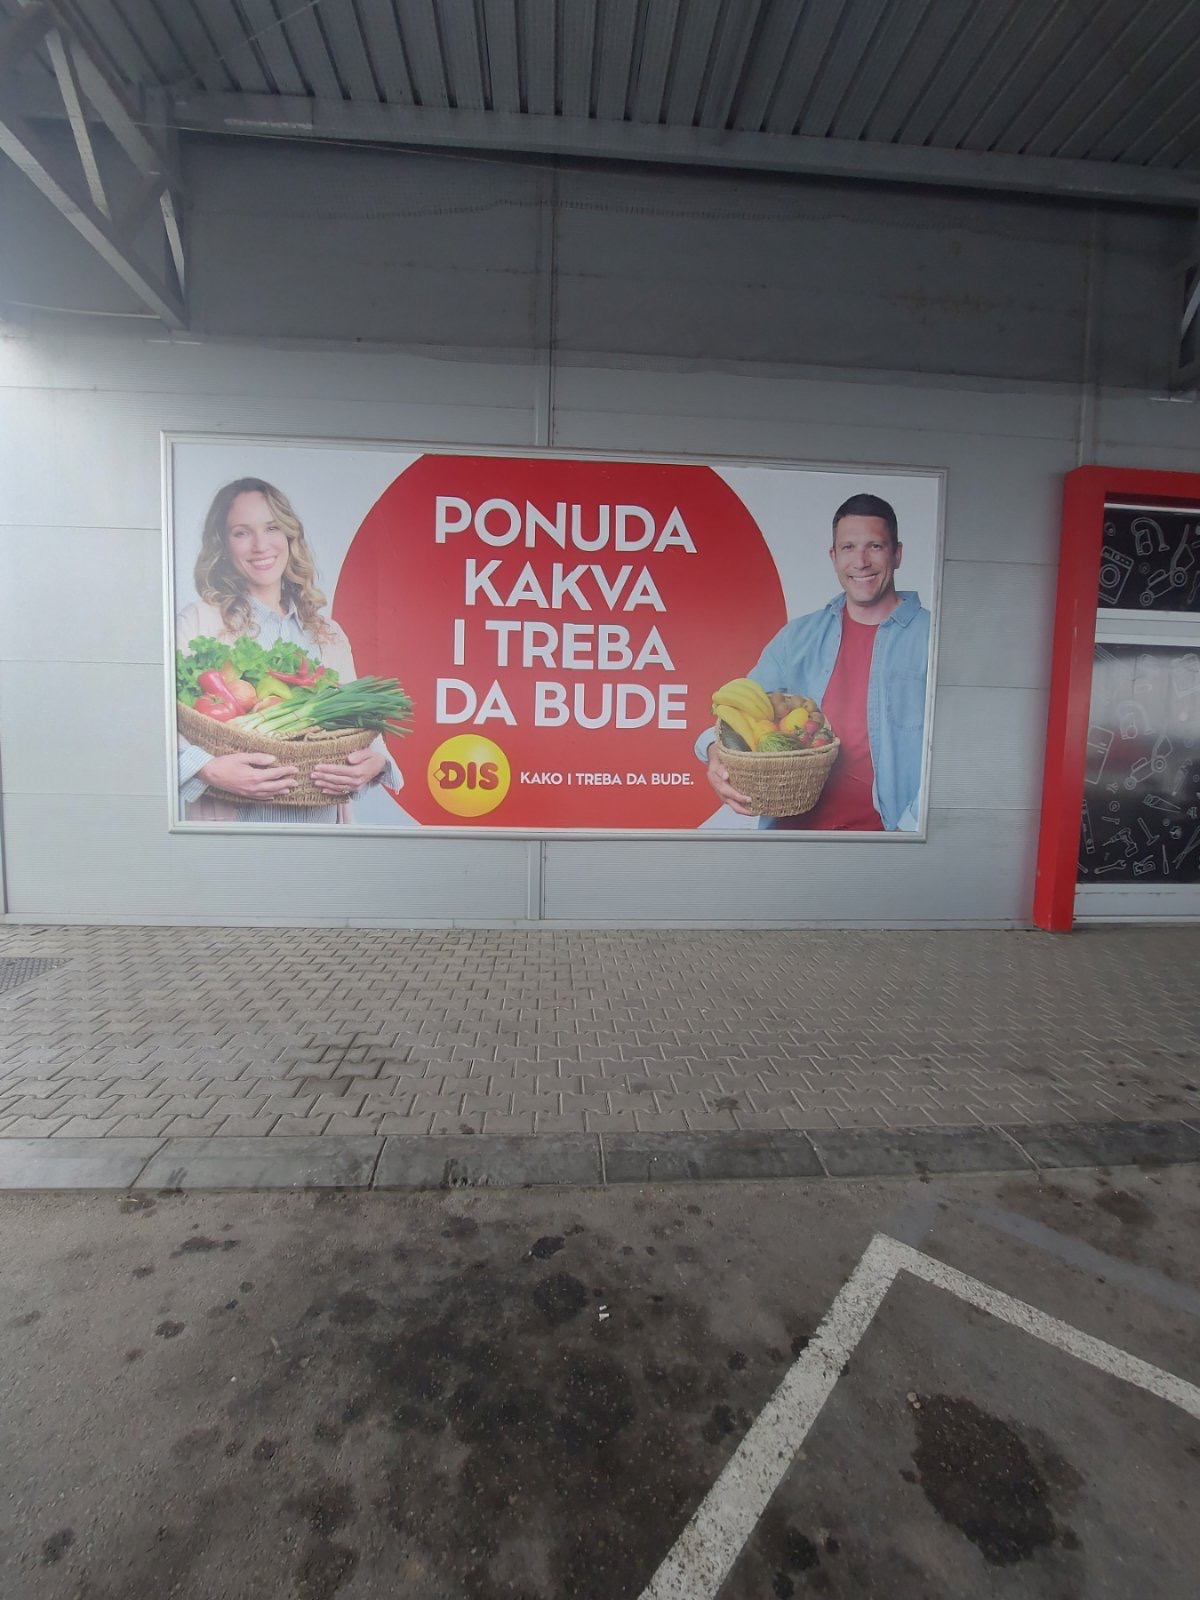 PONUDA
KAKVA
I TREBA
DA BUDE
DIS KAKO I TREBA DA BUDE.